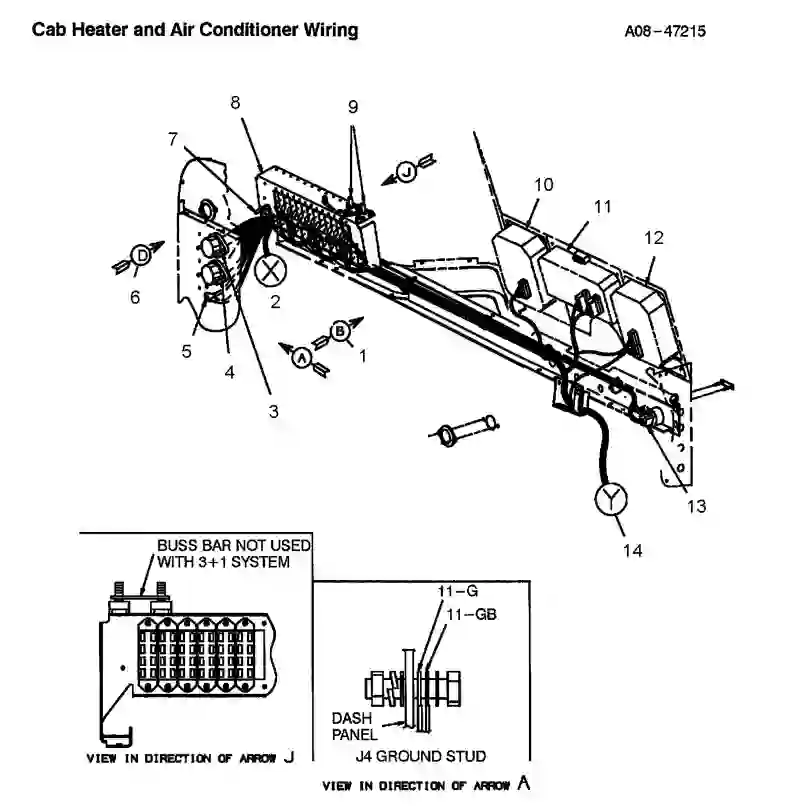 Cab Heater and Air Conditioner Wiring
A08-47215
8
9
7
J
10
11
12
D
6
X
2
5
4
3
B
A
1
13
Y
14
BUSS BAR NOT USED
WITH 3+1 SYSTEM
VIEW IN DIRECTION OF ARROW J
11-G
11-GB
DASH
PANEL
J4 GROUND STUD
VIEW IN DIRECTION OF ARROW A